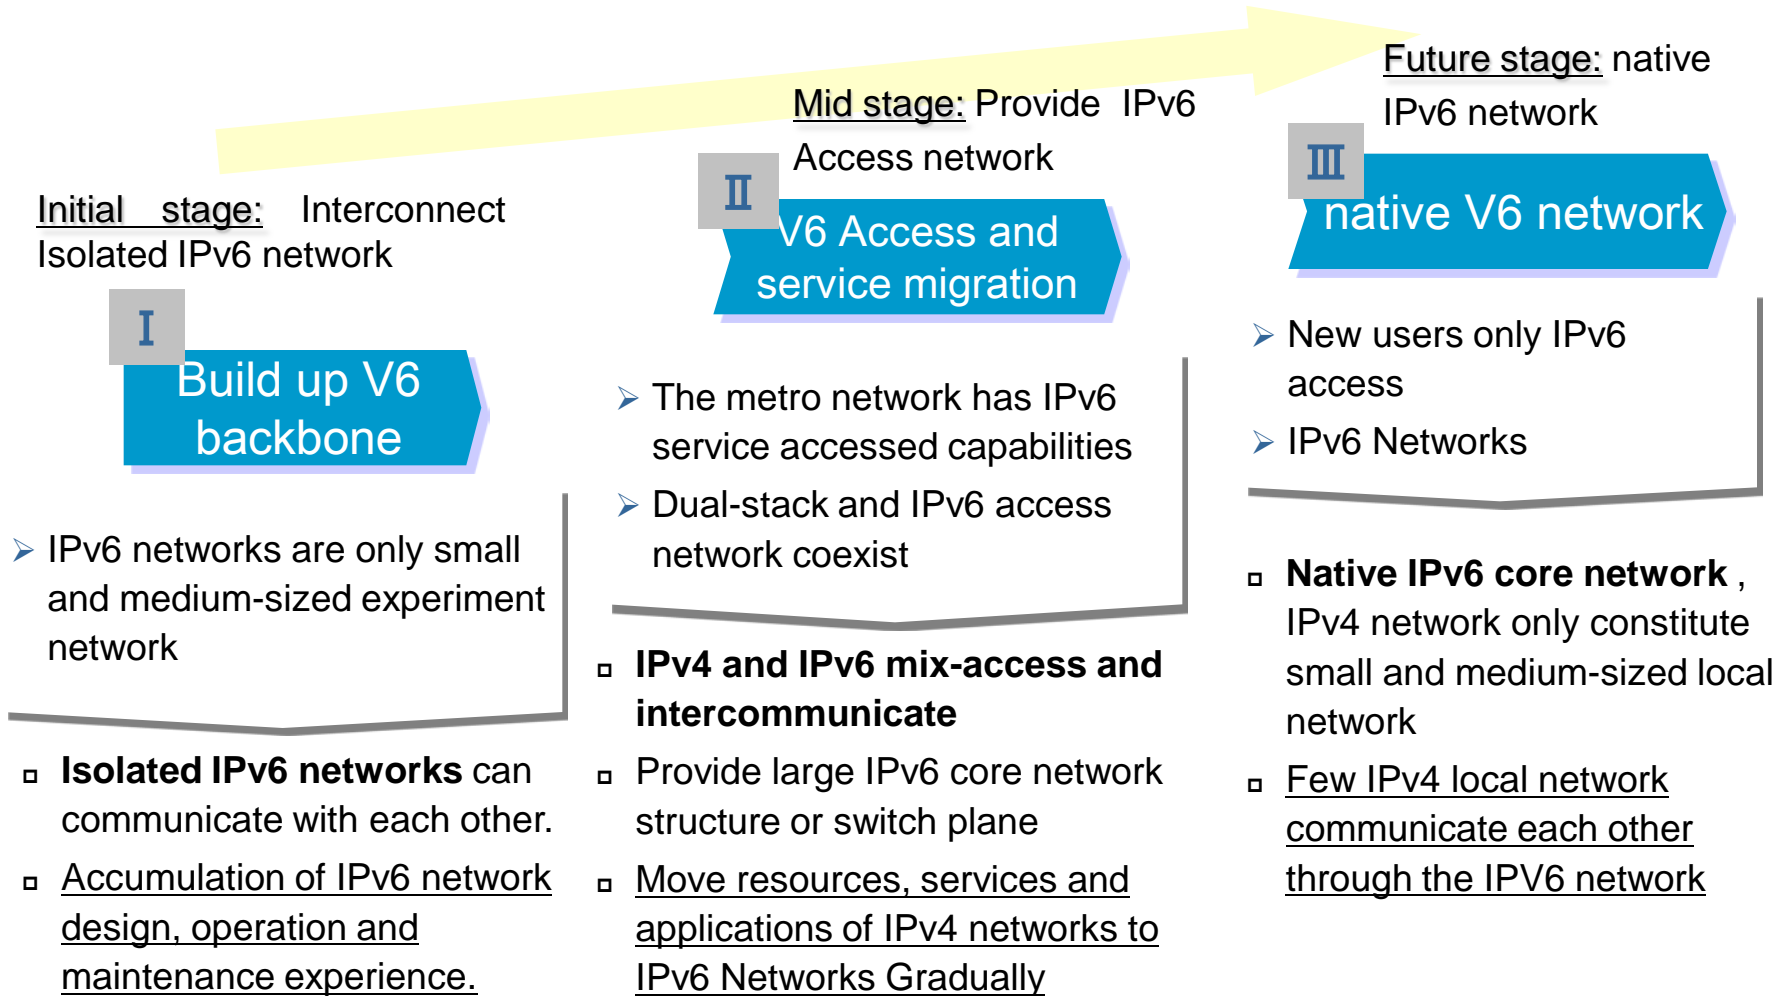 Initial stage: Interconnect
Isolated IPv6 network
I
Build up V6
backbone
IPv6 networks are only small
and medium-sized experiment
network
Isolated IPv6 networks can
communicate with each other.
Accumulation of IPv6 network
design, operation and
maintenance experience.
Mid stage: Provide IPv6
Access network
II
V6 Access and
service migration
The metro network has IPv6
service accessed capabilities
Dual-stack and IPv6 access
network coexist
IPv4 and IPv6 mix-access and
intercommunicate
Provide large IPv6 core network
structure or switch plane
Move resources, services and
applications of IPv4 networks to
IPv6 Networks Gradually
Future stage: native
IPv6 network
III
native V6 network
New users only IPv6
access
IPv6 Networks
Native IPv6 core network ,
IPv4 network only constitute
small and medium-sized local
network
Few IPv4 local network
communicate each other
through the IPV6 network